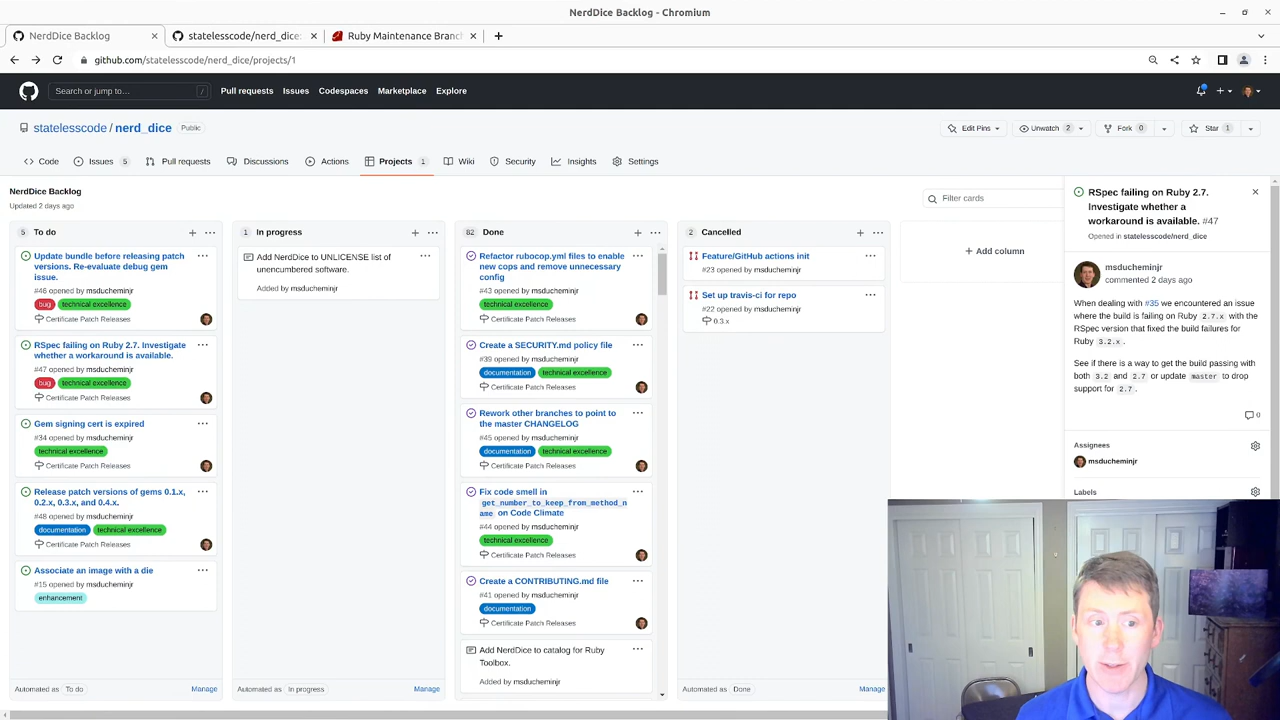 NerdDice Backlog - Chromium
NerdDice Backlog
statelesscode/nerd_dice:
Ruby Maintenance Branch
github.com/statelesscode/nerd_dice/projects/1
Search or jump to…
/
Pull requests
Issues
Codespaces
Marketplace
Explore
statelesscode / nerd_dice
Public
Edit Pins
Unwatch 2
Fork 0
Star 1
Code
Issues 5
Pull requests
Discussions
Actions
Projects 1
Wiki
Security
Insights
Settings
NerdDice Backlog
Updated 2 days ago
Filter cards
5 To do
Update bundle before releasing patch
versions. Re-evaluate debug gem
issue.
#46 opened by msducheminjr
bug technical excellence
Certificate Patch Releases
RSpec failing on Ruby 2.7. Investigate
whether a workaround is available.
#47 opened by msducheminjr
bug technical excellence
Certificate Patch Releases
Gem signing cert is expired
#34 opened by msducheminjr
technical excellence
Certificate Patch Releases
Release patch versions of gems 0.1.x,
0.2.x, 0.3.x, and 0.4.x.
#48 opened by msducheminjr
documentation technical excellence
Certificate Patch Releases
Associate an image with a die
#15 opened by msducheminjr
enhancement
Automated as To do
Manage
1 In progress
Add NerdDice to UNLICENSE list of
unencumbered software.
Added by msducheminjr
Automated as In progress
Manage
82 Done
Refactor rubocop.yml files to enable
new cops and remove unnecessary
config
#43 opened by msducheminjr
technical excellence
Certificate Patch Releases
Create a SECURITY.md policy file
#39 opened by msducheminjr
documentation technical excellence
Certificate Patch Releases
Rework other branches to point to
the master CHANGELOG
#45 opened by msducheminjr
documentation technical excellence
Certificate Patch Releases
Fix code smell in
get_number_to_keep_from_method_n
ame on Code Climate
#44 opened by msducheminjr
technical excellence
Certificate Patch Releases
Create a CONTRIBUTING.md file
#41 opened by msducheminjr
documentation
Certificate Patch Releases
Add NerdDice to catalog for Ruby
Toolbox.
Added by msducheminjr
2 Cancelled
Feature/GitHub actions init
#23 opened by msducheminjr
Set up travis-ci for repo
#22 opened by msducheminjr
0.3.x
Automated as Done
Manage
Add column
RSpec failing on Ruby 2.7.
Investigate whether a
workaround is available. #47
Opened in statelesscode/nerd_dice
msducheminjr
commented 2 days ago
When dealing with #35 we encountered an issue
where the build is failing on Ruby 2.7.x with the
RSpec version that fixed the build failures for
Ruby 3.2.x.
See if there is a way to get the build passing with
both 3.2 and 2.7 or update master to drop
support for 2.7.
0
Assignees
msducheminjr
Labels